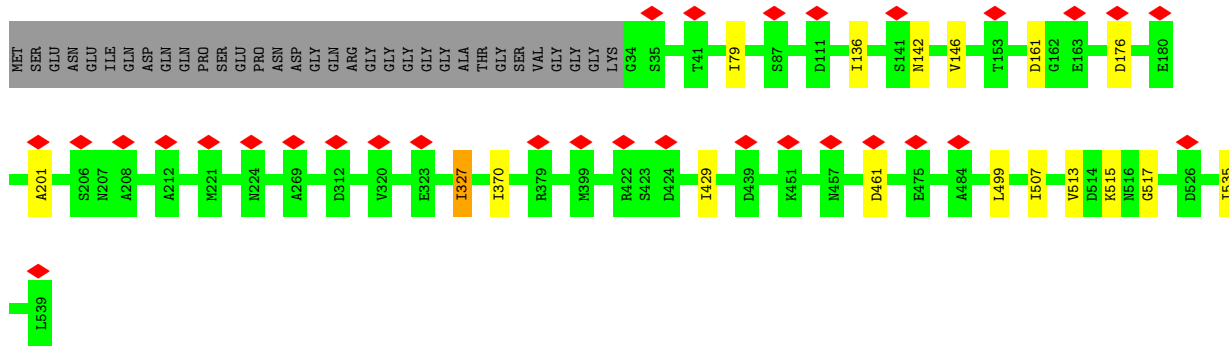 MET SER GLU ASN GLU ILE GLN ASP GLN GLN PRO SER GLU PRO ASN ASP GLY GLN ARG GLY GLY GLY GLY GLY ALA THR GLY SER VAL GLY GLY GLY LYS G34 S35 T41 I79 S87 D111 I136 S141 N142 V146 T153 D161 G162 E163 D176 E180
A201 S206 N207 A208 A212 M221 N224 A269 D312 V320 E323 I327 I370 R379 M399 R422 S423 D424 I429 D439 K451 N457 D461 E475 A484 L499 I507 V513 D514 K515 N516 G517 D526 I535
L539